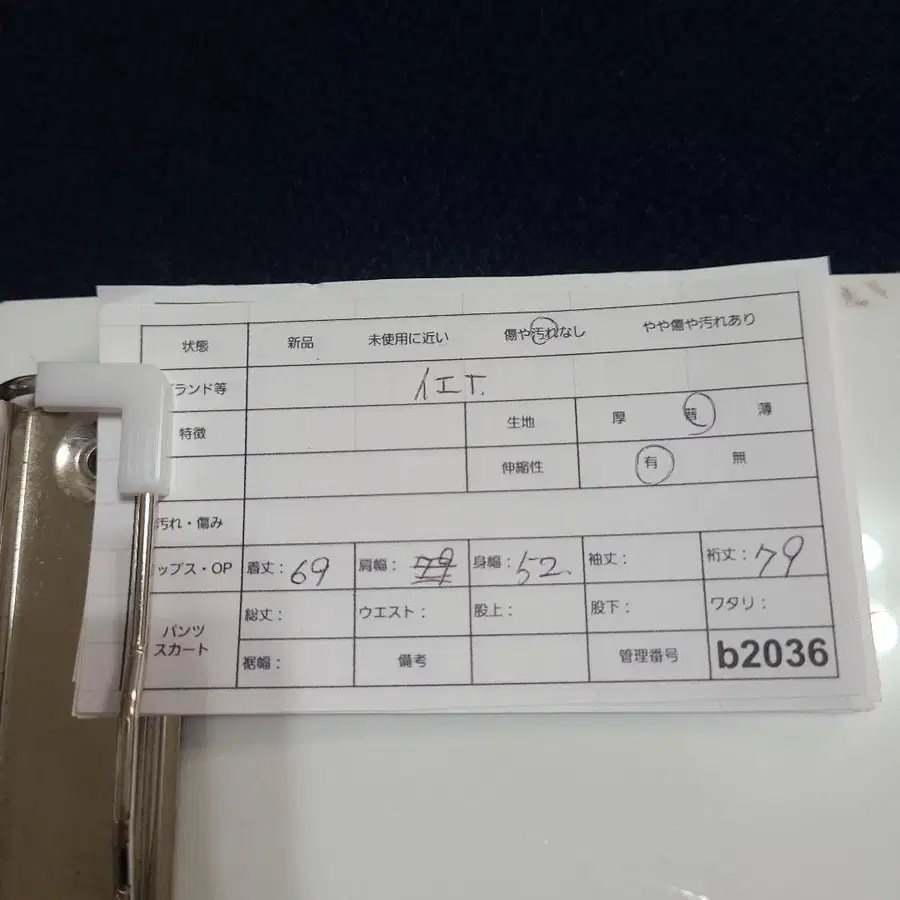 状態 新品 未使用に近い 傷や汚れなし やや傷や汚れあり
ランド等 イエT.
特徴 生地 厚 普 薄
伸縮性 有 無
汚れ・傷み
ップス・OP 着丈:69 肩幅: 身幅:52. 袖丈: 裄丈:79
パンツ
スカート
総丈: ウエスト: 股上: 股下: ワタリ:
裾幅: 備考 管理番号 b2036